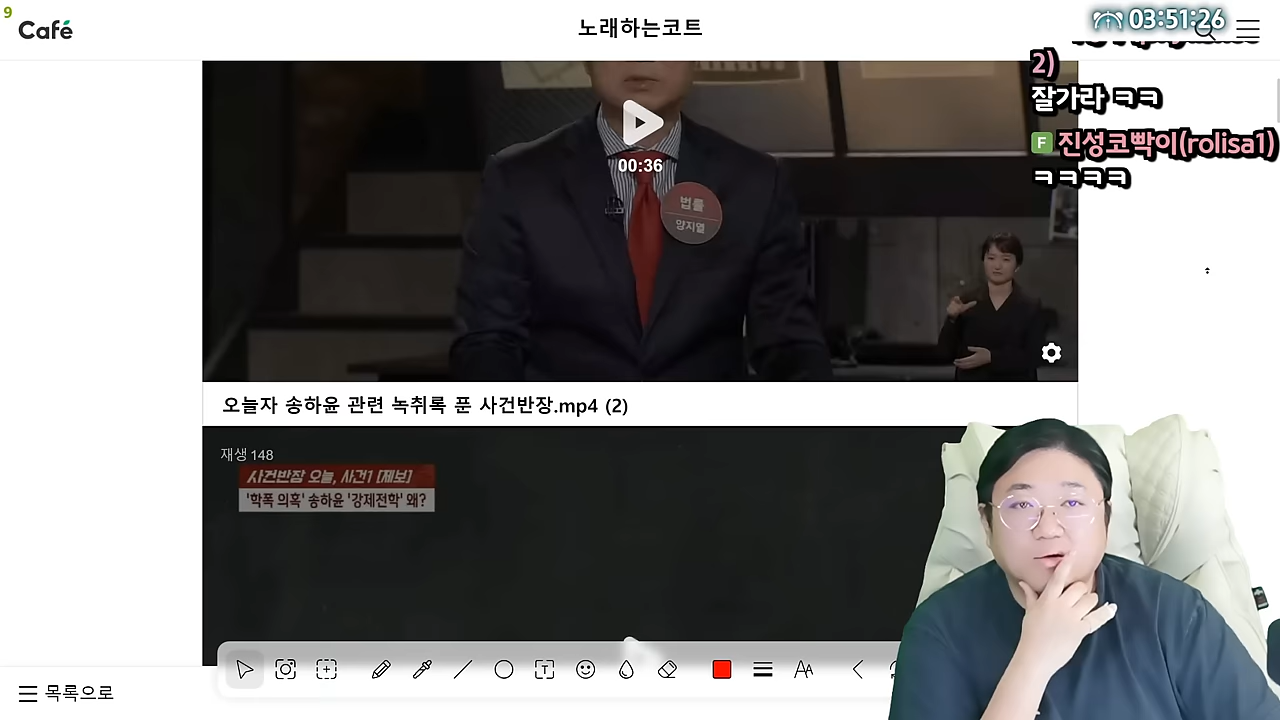 9
Café
노래하는코트
03:51:26
2)
잘가라 ㅋㅋ
F 진성코빡이(rolisa1)
ㅋㅋㅋㅋ
00:36
법률
양지열
오늘자 송하윤 관련 녹취록 푼 사건반장.mp4 (2)
재생 148
사건반장 오늘, 사건1 [제보]
'학폭 의혹' 송하윤 '강제전학' 왜?
T
AA
목록으로